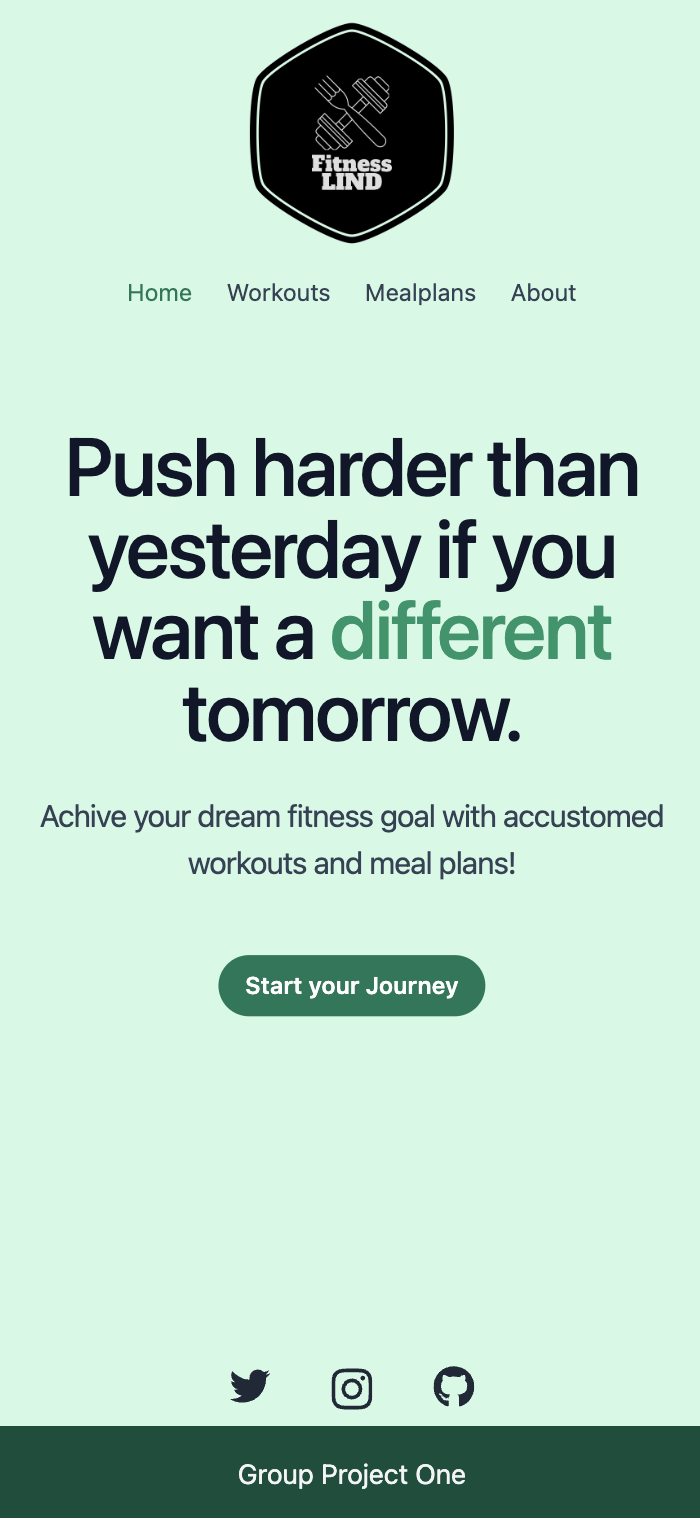 Fitness
LIND
Home Workouts Mealplans About
Push harder than
yesterday if you
want a different
tomorrow.
Achive your dream fitness goal with accustomed
workouts and meal plans!
Start your Journey
Group Project One